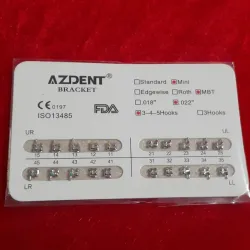 AZDENT®
BRACKET
CE 0197
ISO13485
FDA
Standard Mini
Edgewise Roth MBT
.018" .022"
3-4-5Hooks 3Hooks
UR UL
15 14 13 12 11 21 22 23 24 25
45 44 43 42 41 31 32 33 34 35
LR LL